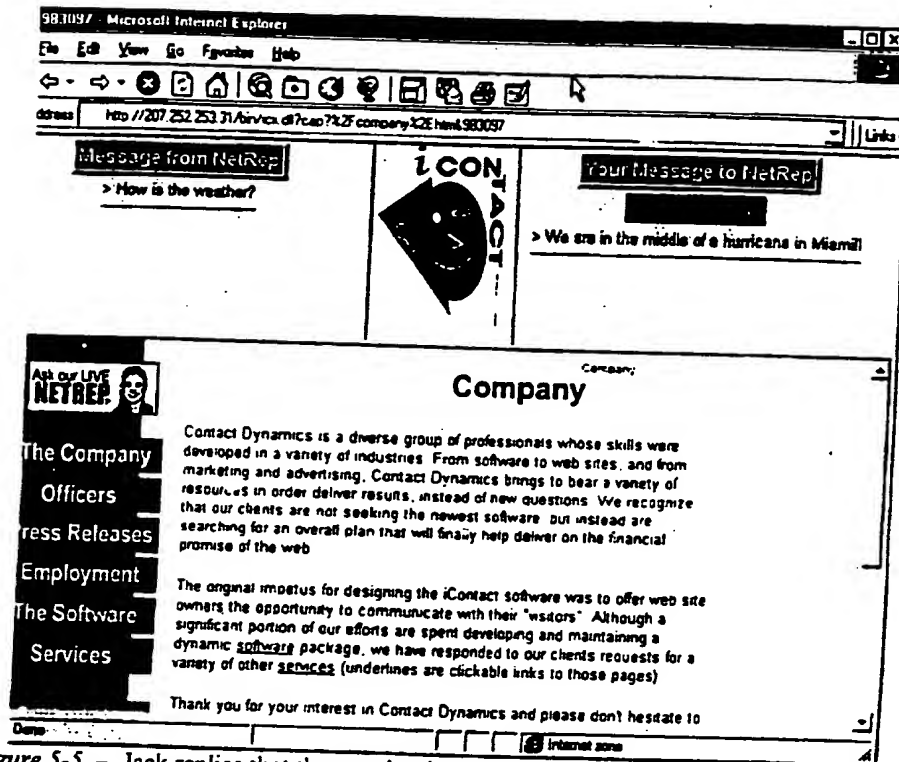 983097 - Microsoft Internet Explorer
File Edit View Go Favorites Help
Address http://207.252.253.31/bin/icx.dll?cap?%2Fcompany%2Ehtml&983097 Links
Message from NetRep
> How is the weather?
i CONTACT
Your Message to NetRep
> We are in the middle of a hurricana in Miami!
Ask our LIVE
NETREP.
The Company
Officers
ress Releases
Employment
The Software
Services
Company
Company
Contact Dynamics is a diverse group of professionals whose skills were
developed in a variety of industries. From software to web sites, and from
marketing and advertising, Contact Dynamics brings to bear a variety of
resources in order deliver results, instead of new questions. We recognize
that our clients are not seeking the newest software but instead are
searching for an overall plan that will finally help deliver on the financial
promise of the web
The original impetus for designing the iContact software was to offer web site
owners the opportunity to communicate with their "visitors". Although a
significant portion of our efforts are spent developing and maintaining a
dynamic software package, we have responded to our clients requests for a
variety of other services (underlines are clickable links to those pages)
Thank you for your interest in Contact Dynamics and please don't hesitate to
Done Internet zone